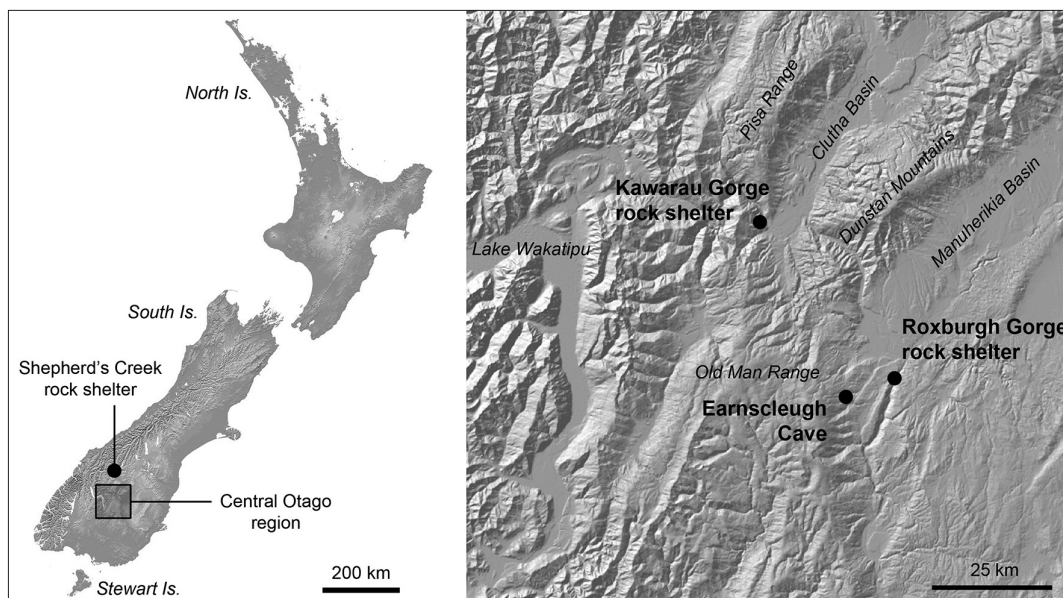 North Is.
South Is.
Shepherd's Creek
rock shelter
Central Otago
region
Stewart Is.
200 km
Pisa Range
Clutha Basin
Kawarau Gorge
rock shelter
Dunstan Mountains
Manuherikia Basin
Lake Wakatipu
Roxburgh Gorge
rock shelter
Old Man Range
Earnscleugh
Cave
25 km